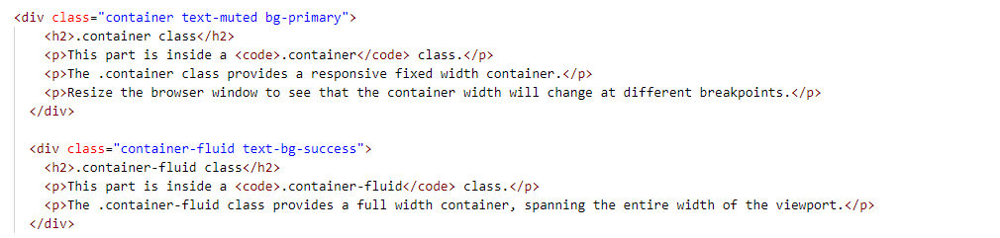 <div class="container text-muted bg-primary">
<h2>.container class</h2>
<p>This part is inside a <code>.container</code> class.</p>
<p>The .container class provides a responsive fixed width container.</p>
<p>Resize the browser window to see that the container width will change at different breakpoints.</p>
</div>
<div class="container-fluid text-bg-success">
<h2>.container-fluid class</h2>
<p>This part is inside a <code>.container-fluid</code> class.</p>
<p>The .container-fluid class provides a full width container, spanning the entire width of the viewport.</p>
</div>